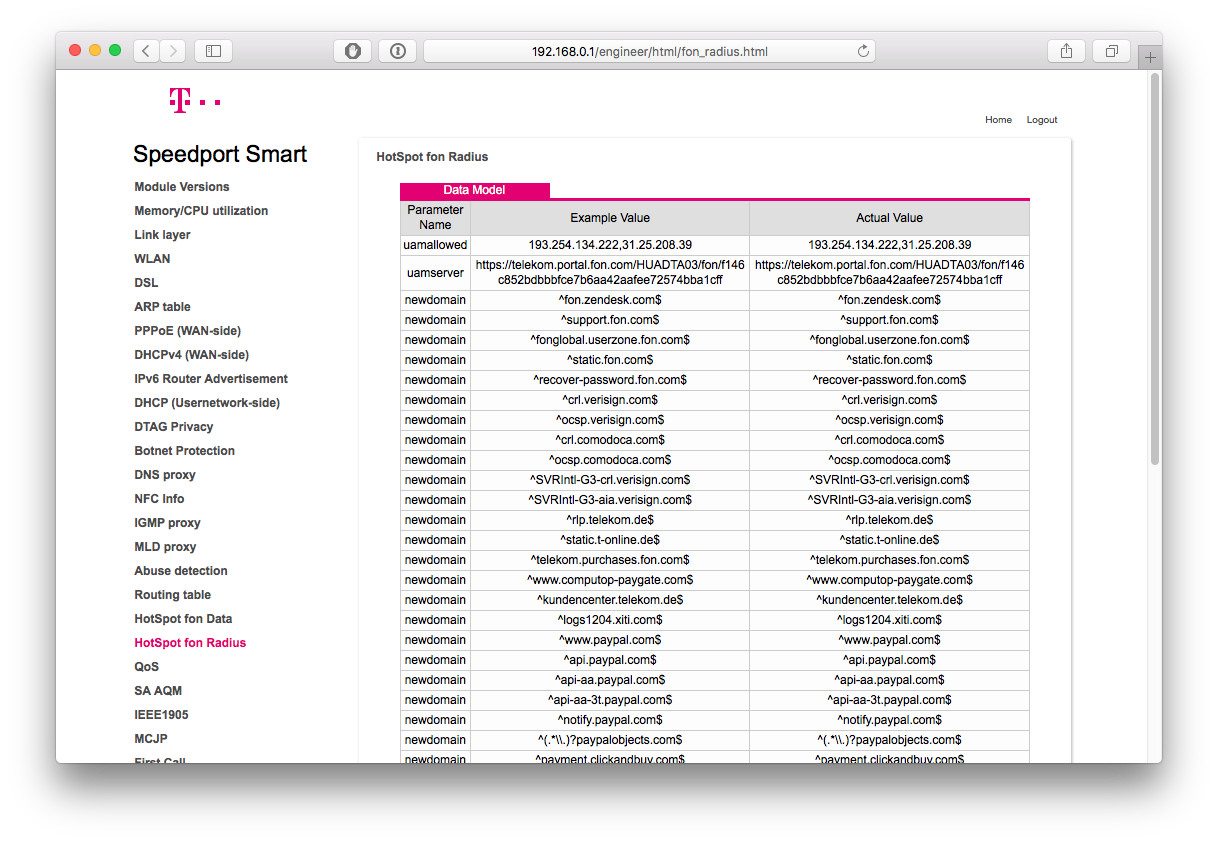 192.168.0.1/engineer/html/fon_radius.html
T
Home Logout
Speedport Smart
Module Versions
Memory/CPU utilization
Link layer
WLAN
DSL
ARP table
PPPoE (WAN-side)
DHCPv4 (WAN-side)
IPv6 Router Advertisement
DHCP (Usernetwork-side)
DTAG Privacy
Botnet Protection
DNS proxy
NFC Info
IGMP proxy
MLD proxy
Abuse detection
Routing table
HotSpot fon Data
HotSpot fon Radius
QoS
SA AQM
IEEE1905
MCJP
First Call
HotSpot fon Radius
Data Model
Parameter Name Example Value Actual Value
uamallowed 193.254.134.222,31.25.208.39 193.254.134.222,31.25.208.39
uamserver https://telekom.portal.fon.com/HUADTA03/fon/f146c852bdbbbfce7b6aa42aafee72574bba1cff https://telekom.portal.fon.com/HUADTA03/fon/f146c852bdbbbfce7b6aa42aafee72574bba1cff
newdomain ^fon.zendesk.com$ ^fon.zendesk.com$
newdomain ^support.fon.com$ ^support.fon.com$
newdomain ^fonglobal.userzone.fon.com$ ^fonglobal.userzone.fon.com$
newdomain ^static.fon.com$ ^static.fon.com$
newdomain ^recover-password.fon.com$ ^recover-password.fon.com$
newdomain ^crl.verisign.com$ ^crl.verisign.com$
newdomain ^ocsp.verisign.com$ ^ocsp.verisign.com$
newdomain ^crl.comodoca.com$ ^crl.comodoca.com$
newdomain ^ocsp.comodoca.com$ ^ocsp.comodoca.com$
newdomain ^SVRIntl-G3-crl.verisign.com$ ^SVRIntl-G3-crl.verisign.com$
newdomain ^SVRIntl-G3-aia.verisign.com$ ^SVRIntl-G3-aia.verisign.com$
newdomain ^rlp.telekom.de$ ^rlp.telekom.de$
newdomain ^static.t-online.de$ ^static.t-online.de$
newdomain ^telekom.purchases.fon.com$ ^telekom.purchases.fon.com$
newdomain ^www.computop-paygate.com$ ^www.computop-paygate.com$
newdomain ^kundencenter.telekom.de$ ^kundencenter.telekom.de$
newdomain ^logs1204.xiti.com$ ^logs1204.xiti.com$
newdomain ^www.paypal.com$ ^www.paypal.com$
newdomain ^api.paypal.com$ ^api.paypal.com$
newdomain ^api-aa.paypal.com$ ^api-aa.paypal.com$
newdomain ^api-aa-3t.paypal.com$ ^api-aa-3t.paypal.com$
newdomain ^notify.paypal.com$ ^notify.paypal.com$
newdomain ^(.*\\.)?paypalobjects.com$ ^(.*\\.)?paypalobjects.com$
newdomain ^payment.clickandbuy.com$ ^payment.clickandbuy.com$